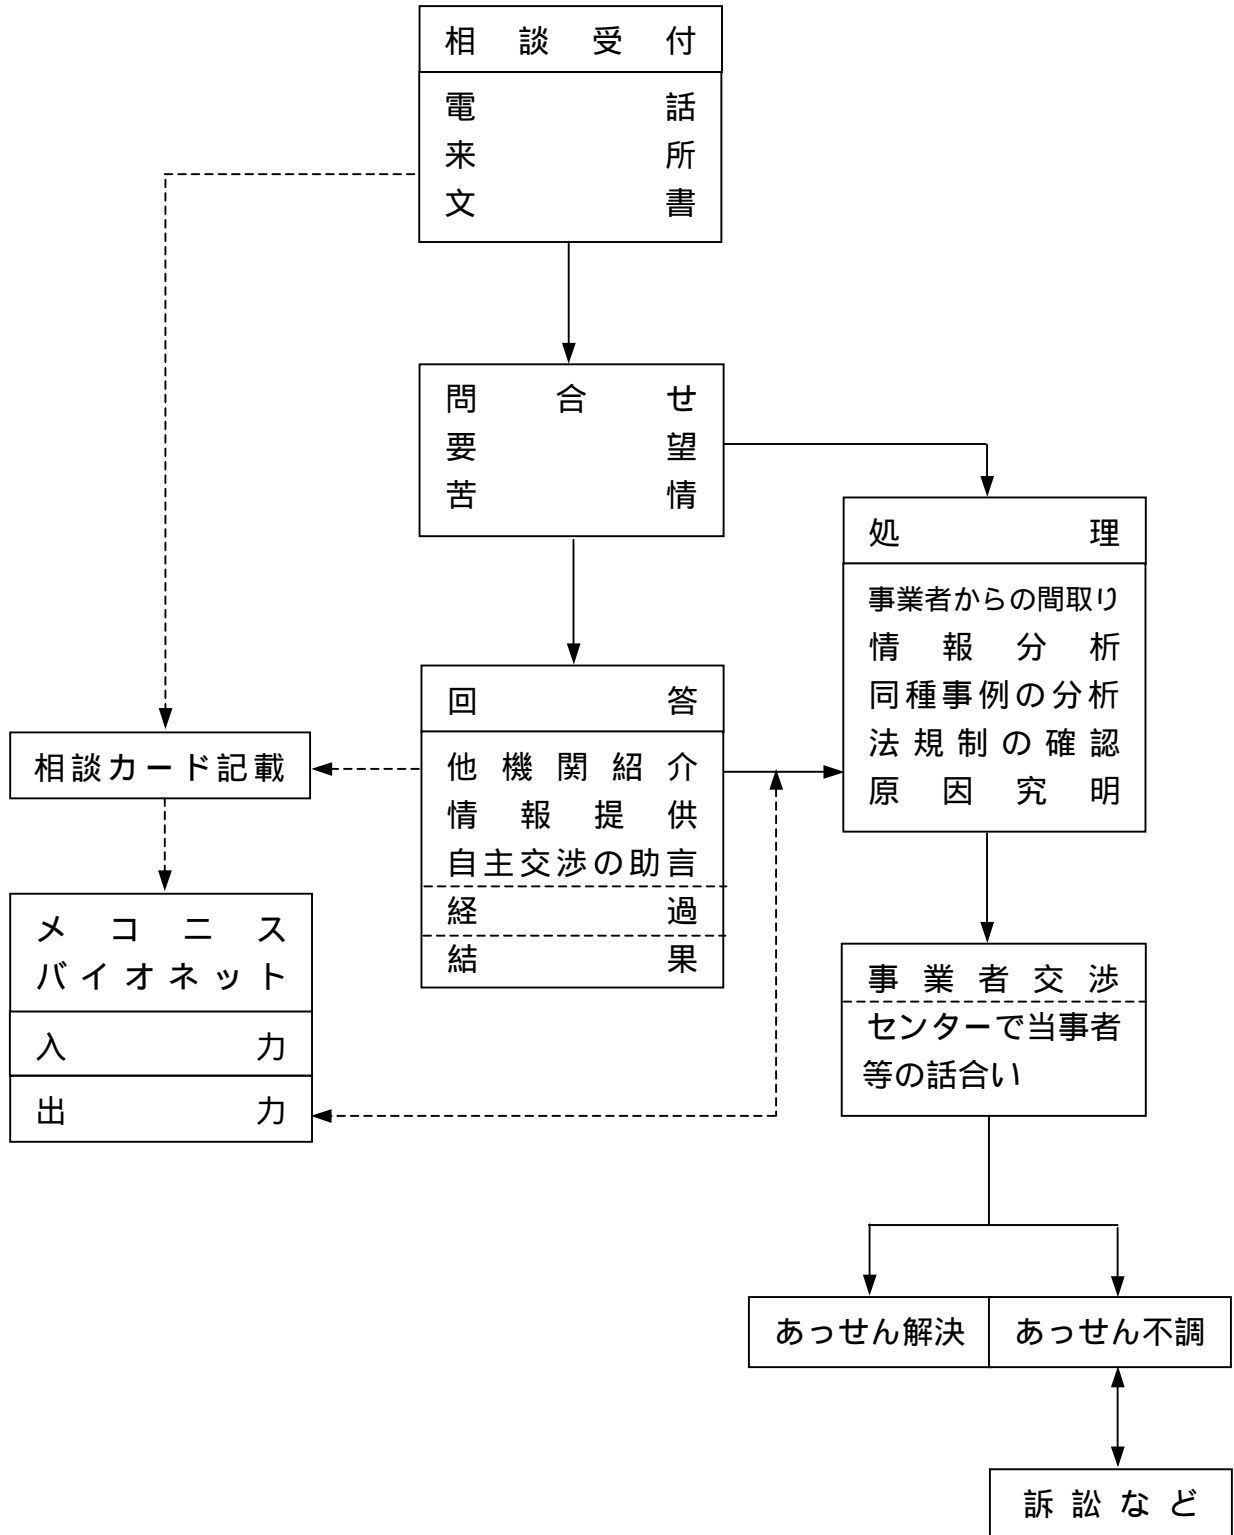 相談受付
電話
来所
文書
問合せ
要望
苦情
処理
事業者からの間取り
情報分析
同種事例の分析
法規制の確認
原因究明
回答
他機関紹介
情報提供
自主交渉の助言
経過
結果
相談カード記載
メコニス
バイオネット
入力
出力
事業者交渉
センターで当事者
等の話合い
あっせん解決
あっせん不調
訴訟など